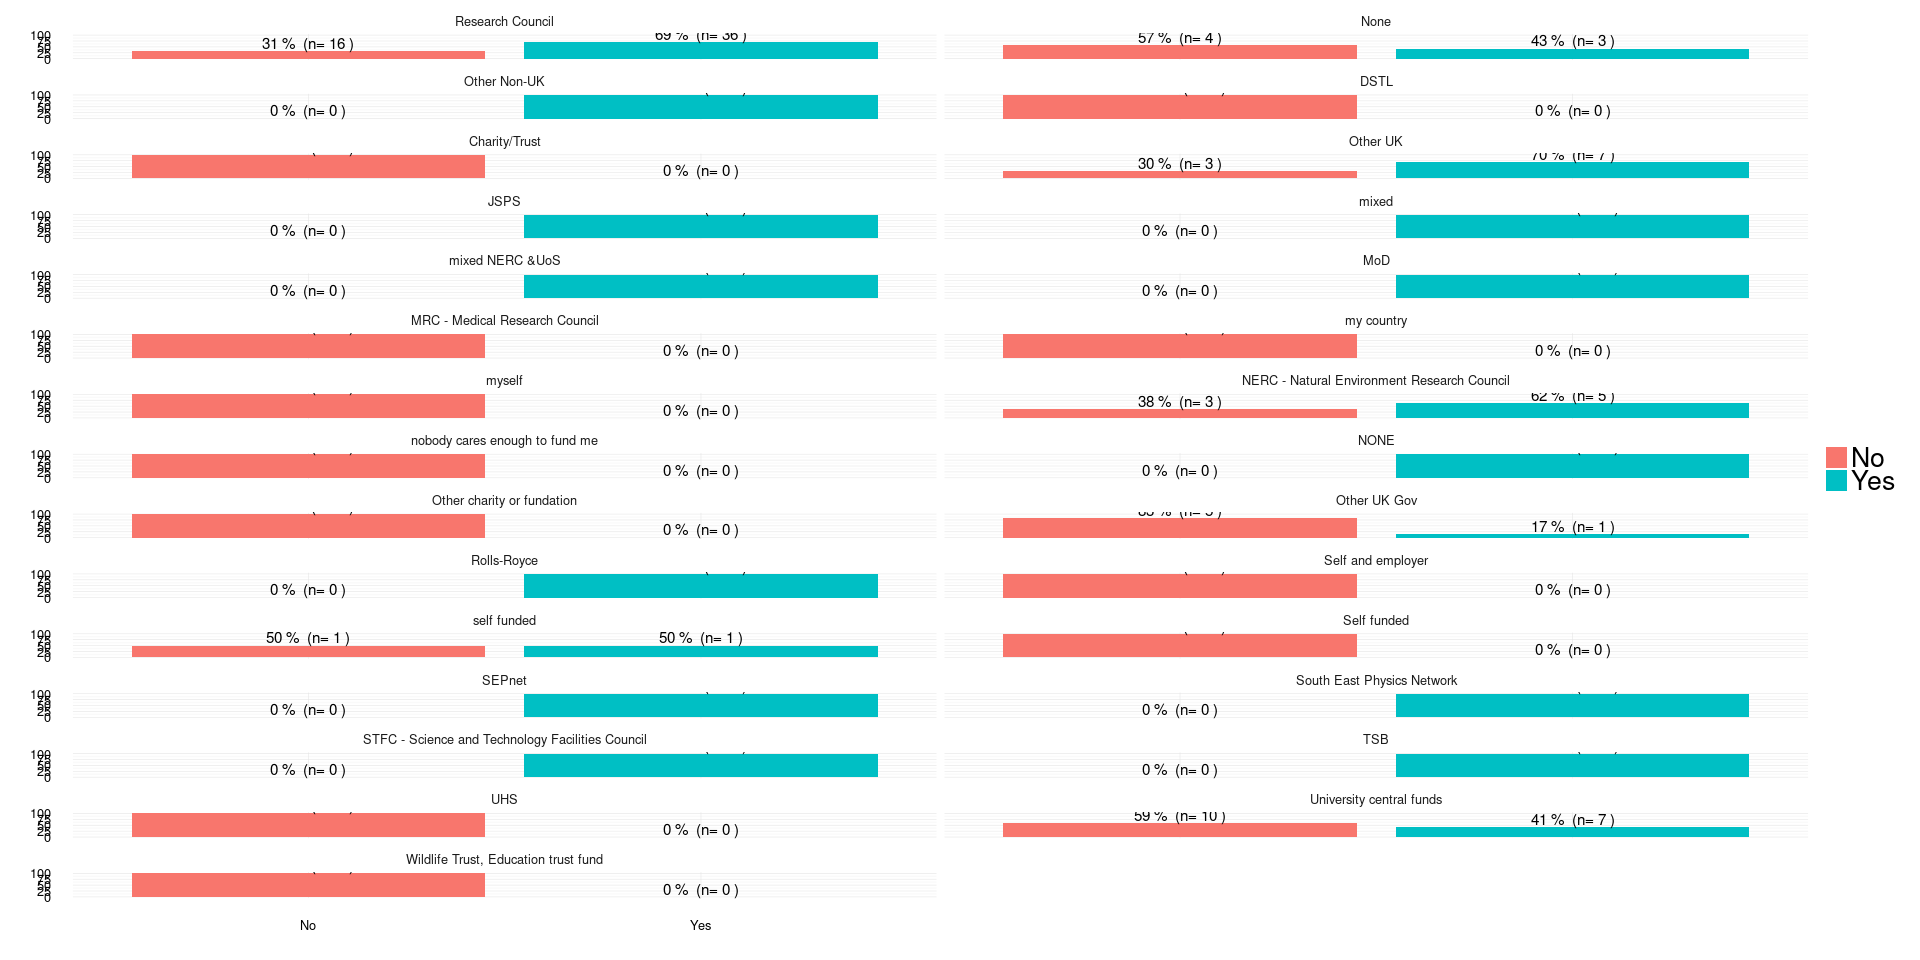 Research Council
None
100
75
50
25
0
31 % (n= 16 )
69 % (n= 36 )
57 % (n= 4 )
43 % (n= 3 )
Other Non-UK
DSTL
100
75
50
25
0
0 % (n= 0 )
0 % (n= 0 )
Charity/Trust
Other UK
100
75
50
25
0
0 % (n= 0 )
30 % (n= 3 )
70 % (n= 7 )
JSPS
mixed
100
75
50
25
0
0 % (n= 0 )
0 % (n= 0 )
mixed NERC &UoS
MoD
100
75
50
25
0
0 % (n= 0 )
0 % (n= 0 )
MRC - Medical Research Council
my country
100
75
50
25
0
0 % (n= 0 )
0 % (n= 0 )
myself
NERC - Natural Environment Research Council
100
75
50
25
0
0 % (n= 0 )
38 % (n= 3 )
62 % (n= 5 )
nobody cares enough to fund me
NONE
100
75
50
25
0
0 % (n= 0 )
0 % (n= 0 )
No
Yes
Other charity or fundation
Other UK Gov
100
75
50
25
0
0 % (n= 0 )
17 % (n= 1 )
Rolls-Royce
Self and employer
100
75
50
25
0
0 % (n= 0 )
0 % (n= 0 )
self funded
Self funded
100
75
50
25
0
50 % (n= 1 )
50 % (n= 1 )
0 % (n= 0 )
SEPnet
South East Physics Network
100
75
50
25
0
0 % (n= 0 )
0 % (n= 0 )
STFC - Science and Technology Facilities Council
TSB
100
75
50
25
0
0 % (n= 0 )
0 % (n= 0 )
UHS
University central funds
100
75
50
25
0
0 % (n= 0 )
59 % (n= 10 )
41 % (n= 7 )
Wildlife Trust, Education trust fund
100
75
50
25
0
0 % (n= 0 )
No
Yes